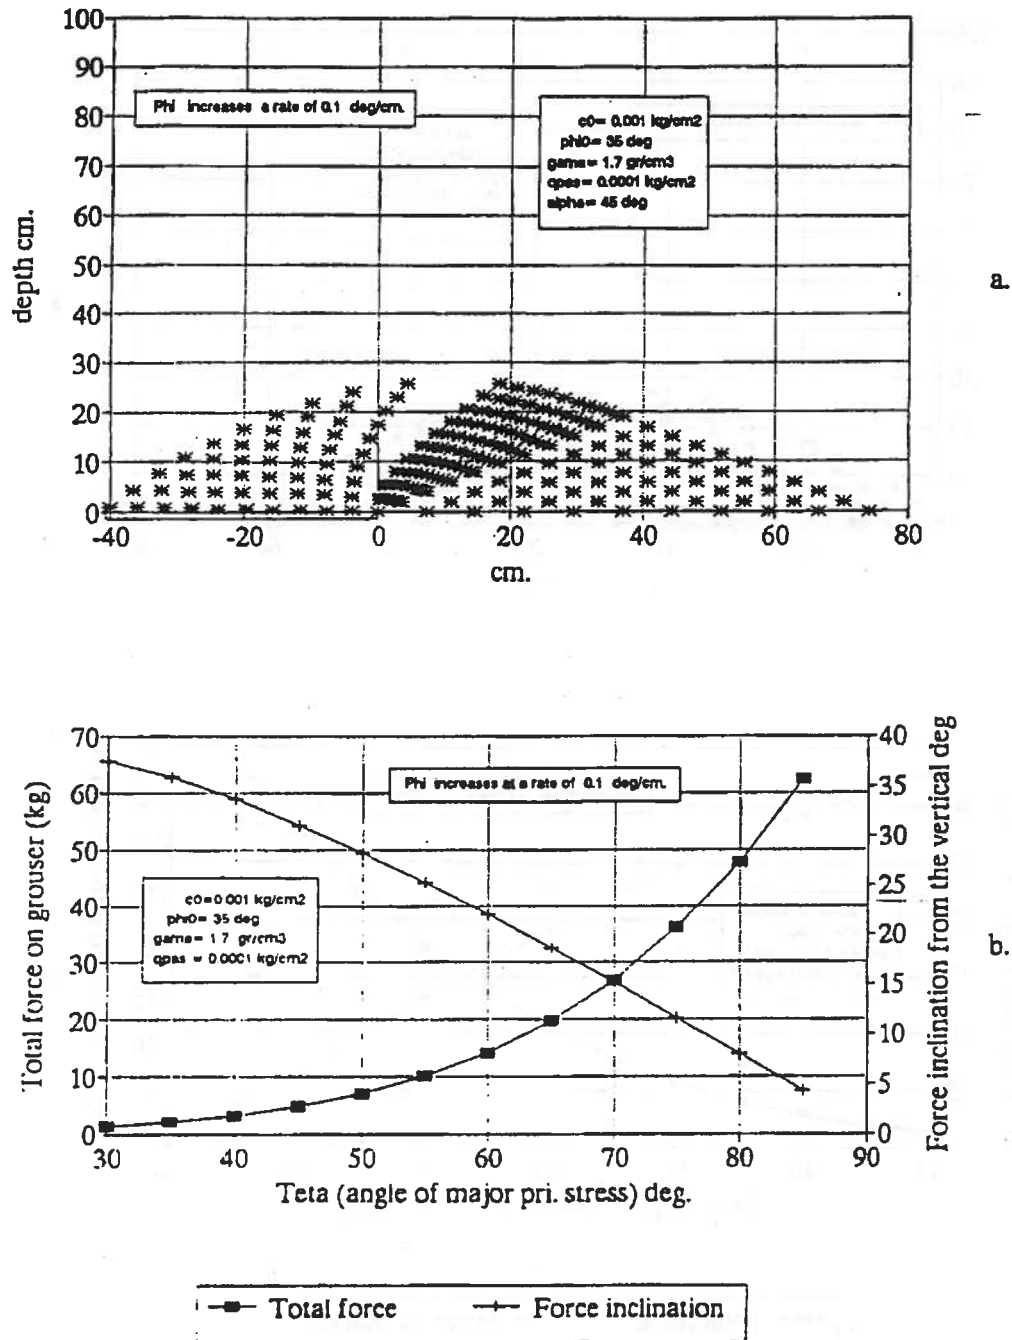 100
90
80
70
60
50
40
30
20
10
0
depth cm.
Phi increases a rate of 0.1 deg/cm.
c0= 0.001 kg/cm2
phi0= 35 deg
gama= 1.7 gr/cm3
qpas= 0.0001 kg/cm2
alpha= 45 deg
-40 -20 0 20 40 60 80
cm.
a.
70
60
50
40
30
20
10
0
Total force on grouser (kg)
Phi increases at a rate of 0.1 deg/cm.
c0=0.001 kg/cm2
phi0= 35 deg
gama= 1.7 gr/cm3
qpas = 0.0001 kg/cm2
40
35
30
25
20
15
10
5
0
Force inclination from the vertical deg
30 40 50 60 70 80 90
Teta (angle of major pri. stress) deg.
b.
Total force Force inclination